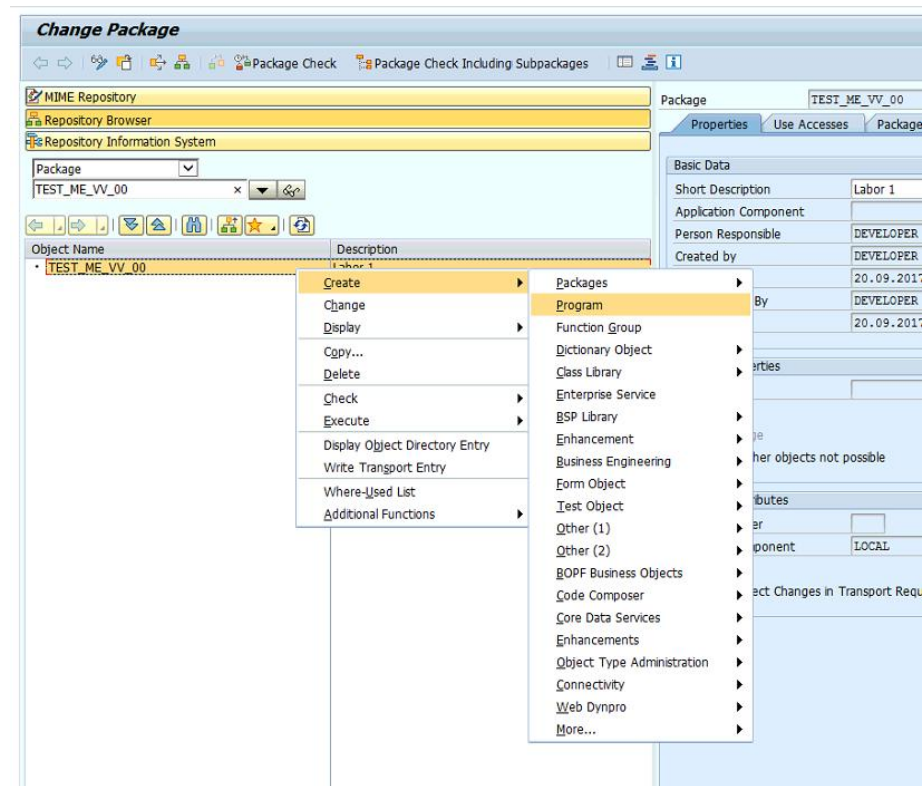 Change Package
Package Check Package Check Including Subpackages
MIME Repository
Repository Browser
Repository Information System
Package
TEST_ME_VV_00
Object Name Description
TEST_ME_VV_00 Labor 1
Create
Change
Display
Copy...
Delete
Check
Execute
Display Object Directory Entry
Write Transport Entry
Where-Used List
Additional Functions
Packages
Program
Function Group
Dictionary Object
Class Library
Enterprise Service
BSP Library
Enhancement
Business Engineering
Form Object
Test Object
Other (1)
Other (2)
BOPF Business Objects
Code Composer
Core Data Services
Enhancements
Object Type Administration
Connectivity
Web Dynpro
More...
Package TEST_ME_VV_00
Properties Use Accesses Package
Basic Data
Short Description Labor 1
Application Component
Person Responsible DEVELOPER
Created by DEVELOPER
20.09.2017
By DEVELOPER
20.09.2017
erties
ge
her objects not possible
ibutes
er
ponent LOCAL
ect Changes in Transport Requ